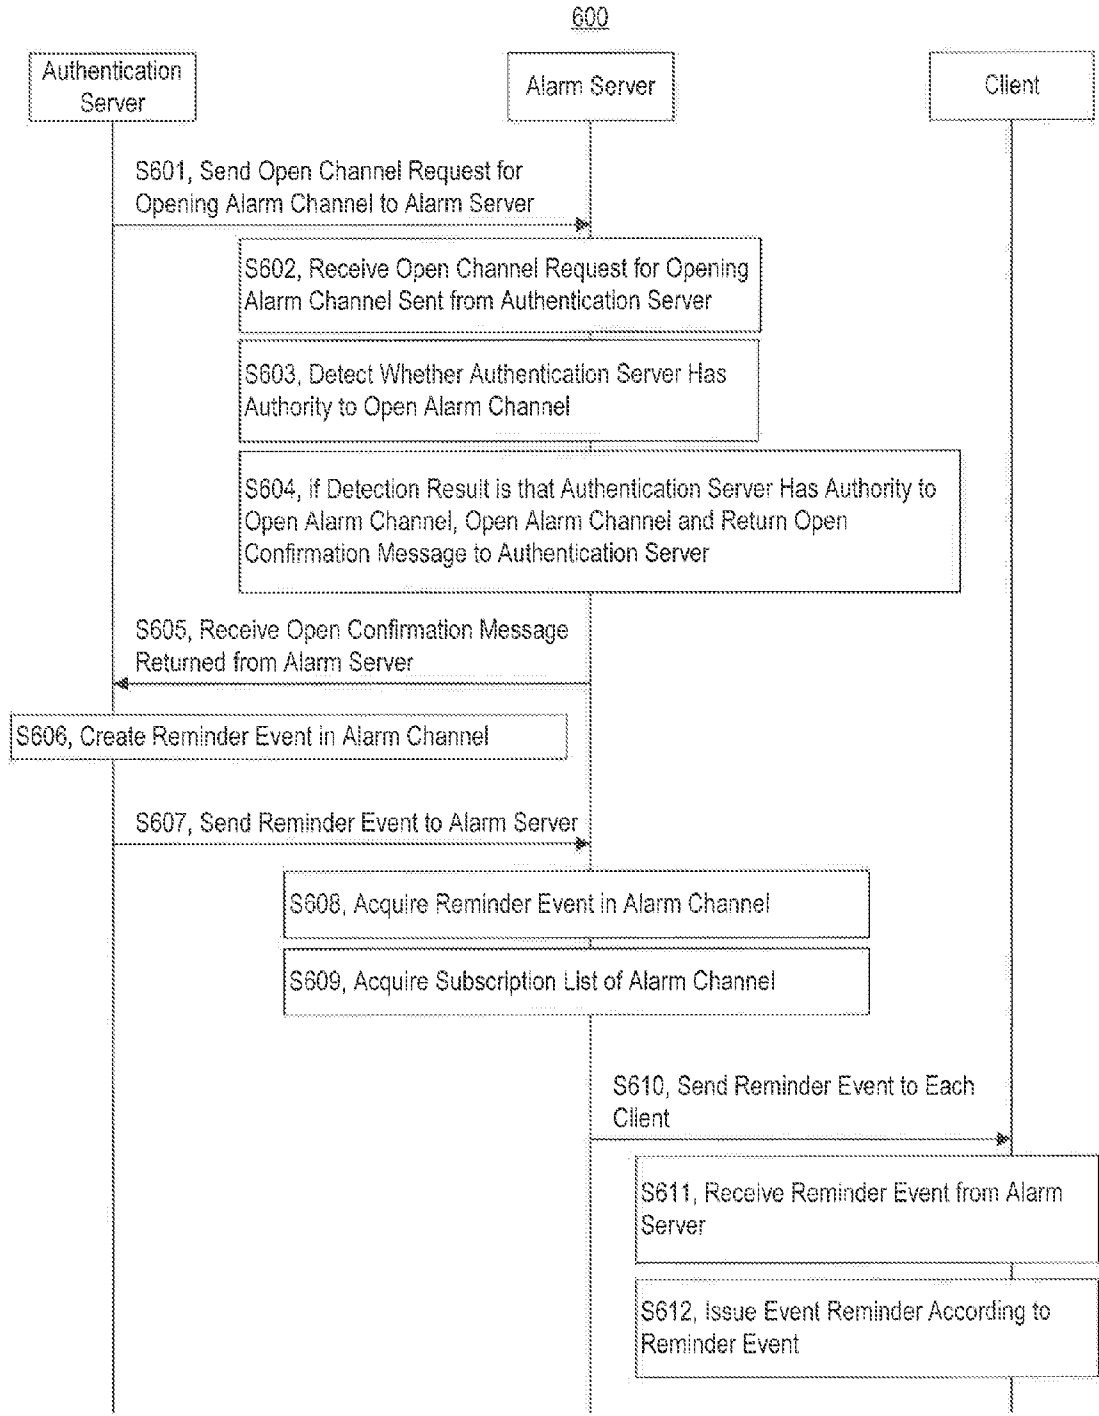 600
Authentication
Server
Alarm Server
Client
S601, Send Open Channel Request for
Opening Alarm Channel to Alarm Server
S602, Receive Open Channel Request for Opening
Alarm Channel Sent from Authentication Server
S603, Detect Whether Authentication Server Has
Authority to Open Alarm Channel
S604, if Detection Result is that Authentication Server Has Authority to
Open Alarm Channel, Open Alarm Channel and Return Open
Confirmation Message to Authentication Server
S605, Receive Open Confirmation Message
Returned from Alarm Server
S606, Create Reminder Event in Alarm Channel
S607, Send Reminder Event to Alarm Server
S608, Acquire Reminder Event in Alarm Channel
S609, Acquire Subscription List of Alarm Channel
S610, Send Reminder Event to Each
Client
S611, Receive Reminder Event from Alarm
Server
S612, Issue Event Reminder According to
Reminder Event